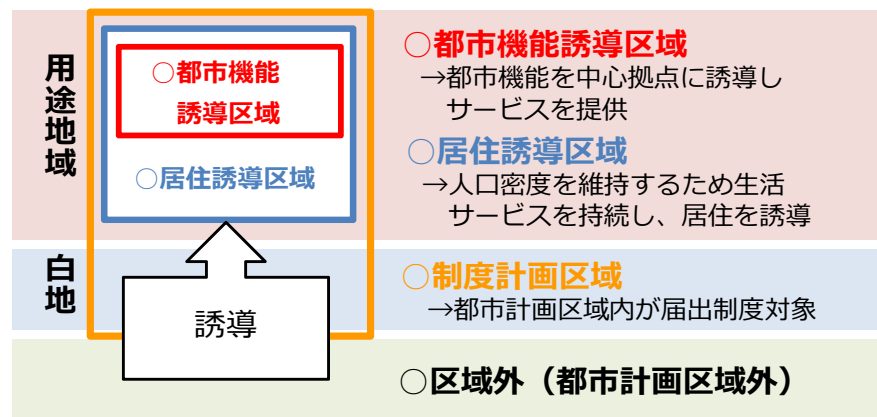 用途地域
○都市機能
誘導区域
○居住誘導区域
○都市機能誘導区域
→都市機能を中心拠点に誘導し
サービスを提供
○居住誘導区域
→人口密度を維持するため生活
サービスを持続し、居住を誘導
白地
誘導
○制度計画区域
→都市計画区域内が届出制度対象
○区域外（都市計画区域外）